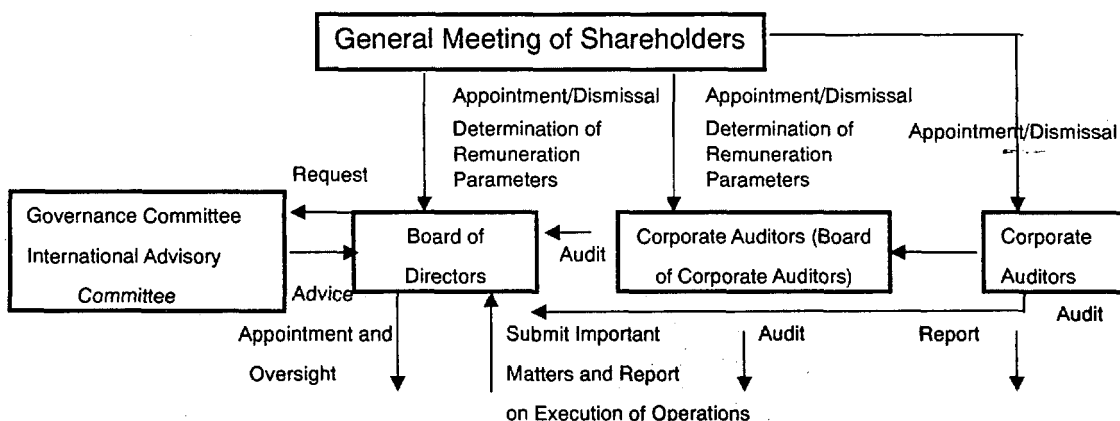 General Meeting of Shareholders
Appointment/Dismissal
Determination of
Remuneration
Parameters
Appointment/Dismissal
Determination of
Remuneration
Parameters
Appointment/Dismissal
Request
Governance Committee
International Advisory
Committee
Advice
Board of
Directors
Audit
Corporate Auditors (Board
of Corporate Auditors)
Corporate
Auditors
Audit
Appointment and
Oversight
Submit Important
Matters and Report
on Execution of Operations
Audit
Report